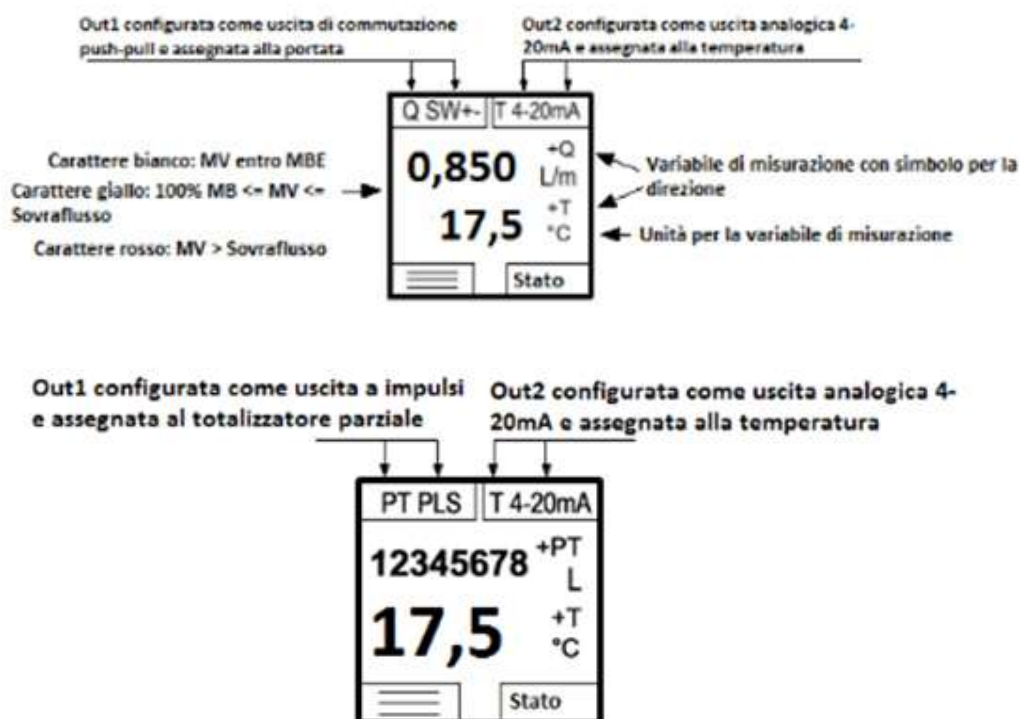 Out1 configurata come uscita di commutazione
push-pull e assegnata alla portata
Out2 configurata come uscita analogica 4-
20mA e assegnata alla temperatura
Q SW+-
T 4-20mA
Carattere bianco: MV entro MBE
Carattere giallo: 100% MB <= MV <=
Sovraflusso
Carattere rosso: MV > Sovraflusso
0,850 +Q
L/m
17,5 +T
°C
Stato
Variabile di misurazione con simbolo per la
direzione
Unità per la variabile di misurazione
Out1 configurata come uscita a impulsi
e assegnata al totalizzatore parziale
Out2 configurata come uscita analogica 4-
20mA e assegnata alla temperatura
PT PLS
T 4-20mA
12345678 +PT
L
17,5 +T
°C
Stato